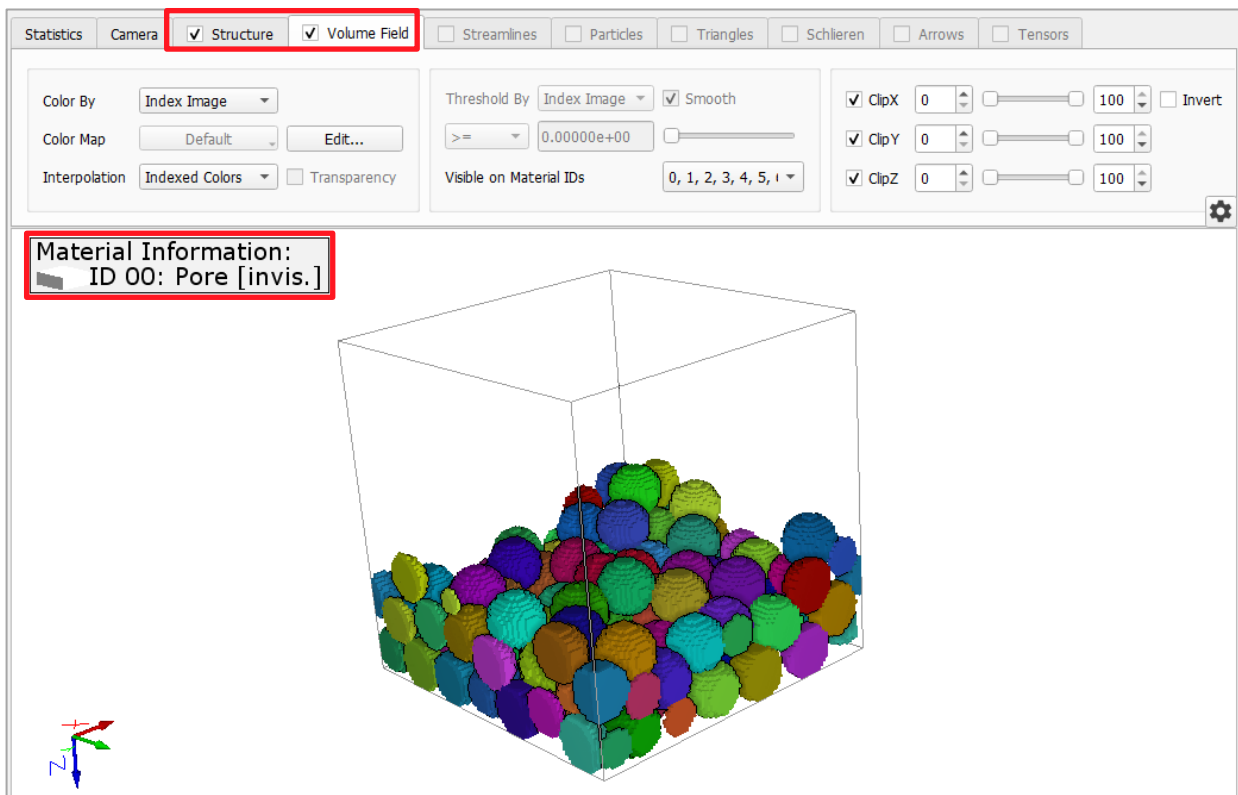 Statistics Camera Structure Volume Field Streamlines Particles Triangles Schlieren Arrows Tensors
Color By Index Image Threshold By Index Image Smooth ClipX 0 100 Invert
Color Map Default Edit... >= 0.00000e+00 ClipY 0 100
Interpolation Indexed Colors Transparency Visible on Material IDs 0, 1, 2, 3, 4, 5, ClipZ 0 100
Material Information:
ID 00: Pore [invis.]
Z